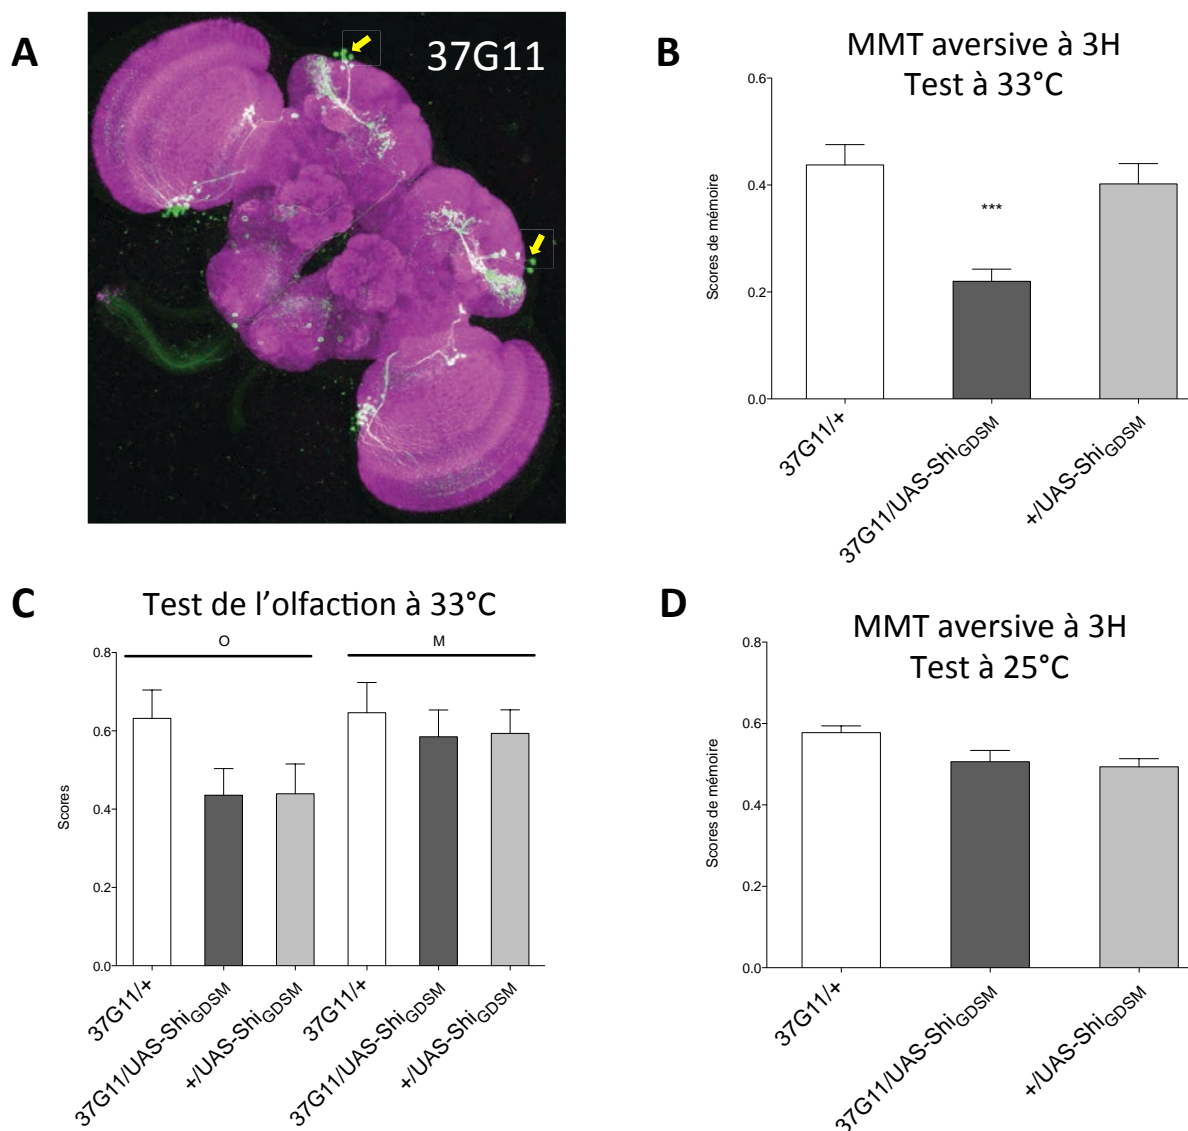 A
37G11
B
MMT aversive à 3H
Test à 33°C
Scores de mémoire
0.6
0.4
0.2
0.0
***
37G11/+
37G11/UAS-ShiGDSM
+/UAS-ShiGDSM
C
Test de l'olfaction à 33°C
O
M
Scores
0.8
0.6
0.4
0.2
0.0
37G11/+
37G11/UAS-ShiGDSM
+/UAS-ShiGDSM
37G11/+
37G11/UAS-ShiGDSM
+/UAS-ShiGDSM
D
MMT aversive à 3H
Test à 25°C
Scores de mémoire
0.8
0.6
0.4
0.2
0.0
37G11/+
37G11/UAS-ShiGDSM
+/UAS-ShiGDSM